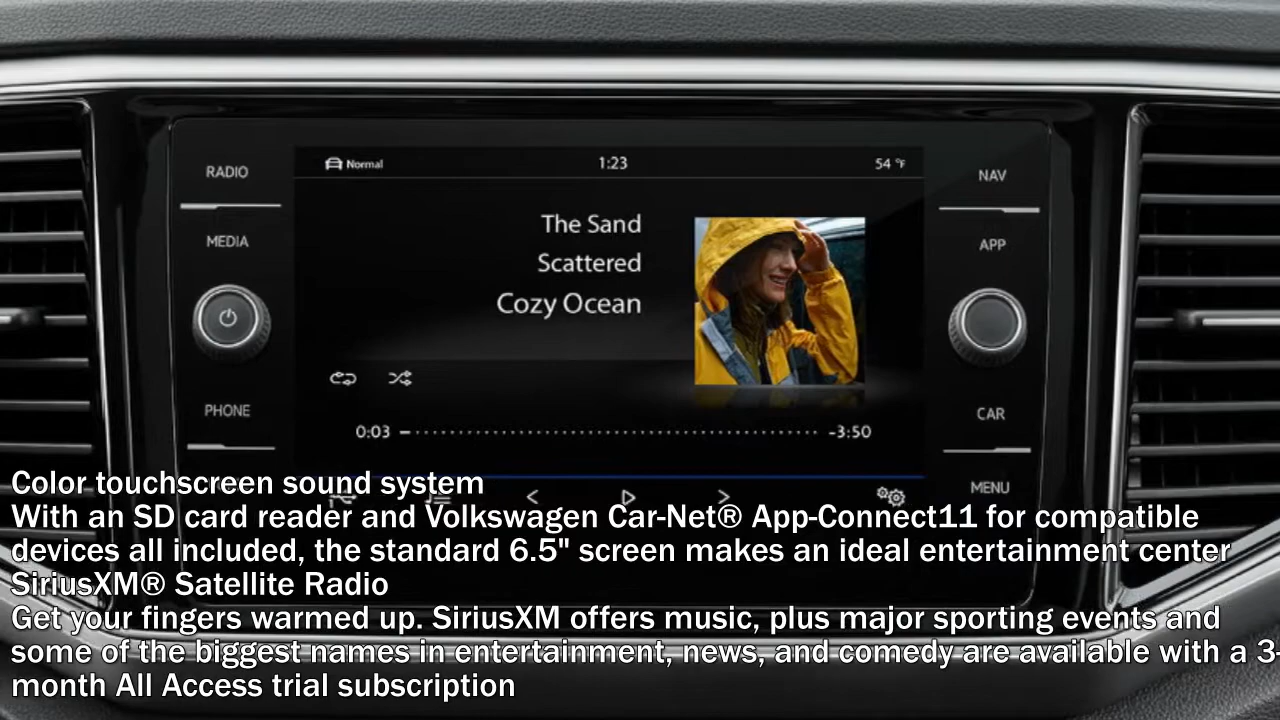 RADIO
MEDIA
PHONE
Normal
1:23
54 °F
The Sand
Scattered
Cozy Ocean
0:03
-3:50
NAV
APP
CAR
MENU
Color touchscreen sound system
With an SD card reader and Volkswagen Car-Net® App-Connect11 for compatible
devices all included, the standard 6.5" screen makes an ideal entertainment center
SiriusXM® Satellite Radio
Get your fingers warmed up. SiriusXM offers music, plus major sporting events and
some of the biggest names in entertainment, news, and comedy are available with a 3-
month All Access trial subscription